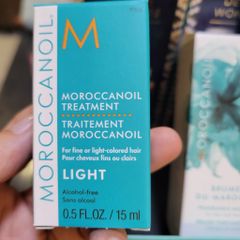 MOROCCANOIL.
M
MOROCCANOIL
TREATMENT
TRAITEMENT
MOROCCANOIL
For fine or light-colored hair
Pour cheveux fins ou clairs
LIGHT
Alcohol-free
Sans alcool
0.5 FL.OZ. / 15 ml
MOROCCANOIL